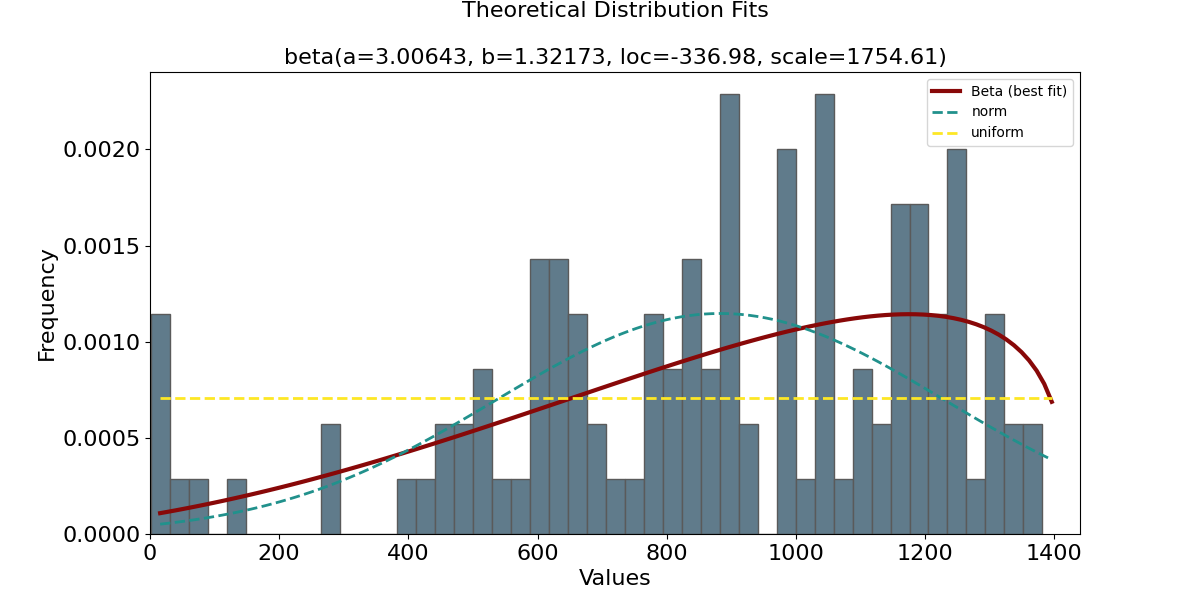 Theoretical Distribution Fits
beta(a=3.00643, b=1.32173, loc=-336.98, scale=1754.61)
Beta (best fit)
norm
uniform
Frequency
0.0020
0.0015
0.0010
0.0005
0.0000
0 200 400 600 800 1000 1200 1400
Values